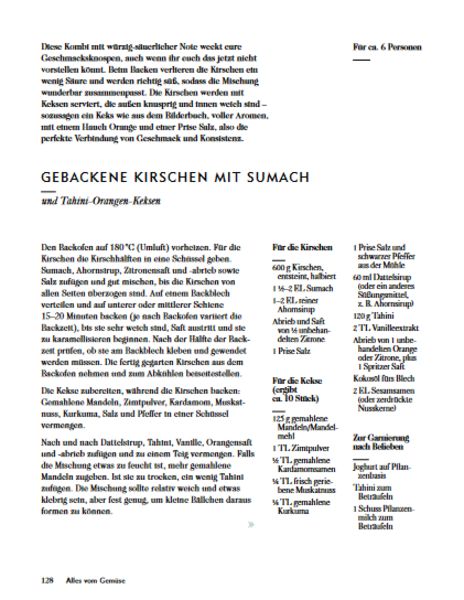 Diese Kombi mit würzig-säuerlicher Note weckt eure
Geschmacksknospen, auch wenn ihr euch das jetzt nicht
vorstellen könnt. Beim Backen verlieren die Kirschen ein
wenig Säure und werden richtig süß, sodass die Mischung
wunderbar zusammenpasst. Die Kirschen werden mit
Keksen serviert, die außen knusprig und innen weich sind –
sozusagen ein Keks wie aus dem Bilderbuch, voller Aromen,
mit einem Hauch Orange und einer Prise Salz, also die
perfekte Verbindung von Geschmack und Konsistenz.
Für ca. 6 Personen
GEBACKENE KIRSCHEN MIT SUMACH
und Tahini-Orangen-Keksen
Den Backofen auf 180 °C (Umluft) vorheizen. Für die
Kirschen die Kirschhälften in eine Schüssel geben.
Sumach, Ahornsirup, Zitronensaft und -abrieb sowie
Salz zufügen und gut mischen, bis die Kirschen von
allen Seiten überzogen sind. Auf einem Backblech
verteilen und auf unterer oder mittlerer Schiene
15–20 Minuten backen (je nach Backofen variiert die
Backzeit), bis sie sehr weich sind, Saft austritt und sie
zu karamellisieren beginnen. Nach der Hälfte der Back-
zeit prüfen, ob sie am Backblech kleben und gewendet
werden müssen. Die fertig gegarten Kirschen aus dem
Backofen nehmen und zum Abkühlen beiseitestellen.
Die Kekse zubereiten, während die Kirschen backen:
Gemahlene Mandeln, Zimtpulver, Kardamom, Muskat-
nuss, Kurkuma, Salz und Pfeffer in einer Schüssel
vermengen.
Nach und nach Dattelsirup, Tahini, Vanille, Orangensaft
und -abrieb zufügen und zu einem Teig vermengen. Falls
die Mischung etwas zu feucht ist, mehr gemahlene
Mandeln zugeben. Ist sie zu trocken, ein wenig Tahini
zufügen. Die Mischung sollte relativ weich und etwas
klebrig sein, aber fest genug, um kleine Bällchen daraus
formen zu können.
»
Für die Kirschen
600 g Kirschen,
entsteint, halbiert
1 ½–2 EL Sumach
1–2 EL reiner
Ahornsirup
Abrieb und Saft
von ½ unbehan-
delten Zitrone
1 Prise Salz
Für die Kekse
(ergibt
ca. 10 Stück)
125 g gemahlene
Mandeln/Mandel-
mehl
1 TL Zimtpulver
½ TL gemahlene
Kardamomsamen
¼ TL frisch gerie-
bene Muskatnuss
¼ TL gemahlene
Kurkuma
1 Prise Salz und
schwarzer Pfeffer
aus der Mühle
60 ml Dattelsirup
(oder ein anderes
Süßungsmittel,
z. B. Ahornsirup)
120 g Tahini
2 TL Vanilleextrakt
Abrieb von 1 unbe-
handelten Orange
oder Zitrone, plus
1 Spritzer Saft
Kokosöl fürs Blech
2 EL Sesamsamen
(oder zerdrückte
Nusskerne)
Zur Garnierung
nach Belieben
Joghurt auf Pflan-
zenbasis
Tahini zum
Beträufeln
1 Schuss Pflanzen-
milch zum
Beträufeln
128 Alles vom Gemüse